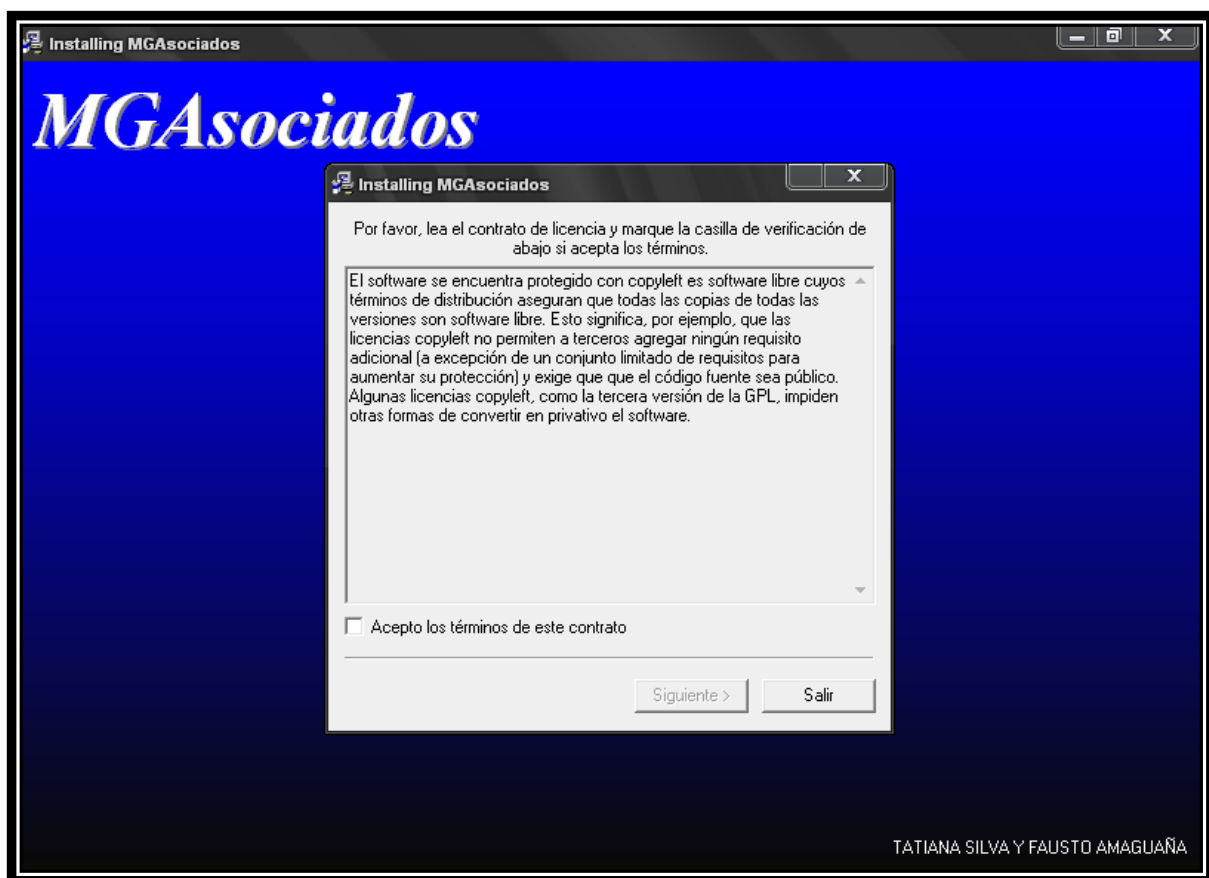 Installing MGAsociados
MGAsociados
Installing MGAsociados
Por favor, lea el contrato de licencia y marque la casilla de verificación de
abajo si acepta los términos.
El software se encuentra protegido con copyleft es software libre cuyos
términos de distribución aseguran que todas las copias de todas las
versiones son software libre. Esto significa, por ejemplo, que las
licencias copyleft no permiten a terceros agregar ningún requisito
adicional (a excepción de un conjunto limitado de requisitos para
aumentar su protección) y exige que que el código fuente sea público.
Algunas licencias copyleft, como la tercera versión de la GPL, impiden
otras formas de convertir en privativo el software.
Acepto los términos de este contrato
Siguiente >
Salir
TATIANA SILVA Y FAUSTO AMAGUAÑA